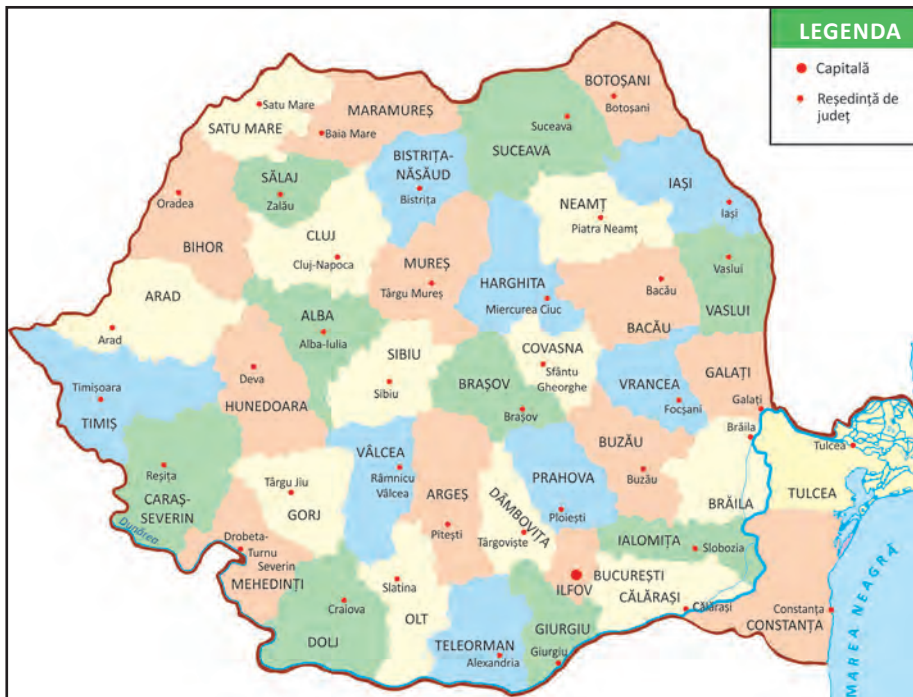 LEGENDA
Capitală
Reședință de
județ
BOTOȘANI
Botoșani
Satu Mare
SATU MARE
MARAMUREȘ
Baia Mare
Suceava
SUCEAVA
BISTRIȚA-
NĂSĂUD
Bistrița
IAȘI
Iași
SĂLAJ
Zalău
Oradea
BIHOR
NEAMȚ
Piatra Neamț
CLUJ
Cluj-Napoca
MUREȘ
Târgu Mureș
HARGHITA
Miercurea Ciuc
Bacău
BACĂU
Vaslui
VASLUI
ARAD
Arad
ALBA
Alba-Iulia
SIBIU
Sibiu
COVASNA
Sfântu
Gheorghe
BRAȘOV
Brașov
VRANCEA
Focșani
GALAȚI
Galați
Timișoara
TIMIȘ
Deva
HUNEDOARA
Brăila
BRĂILA
Tulcea
TULCEA
Reșița
CARAȘ-
SEVERIN
Târgu Jiu
GORJ
VÂLCEA
Râmnicu
Vâlcea
ARGEȘ
Pitești
DÂMBOVIȚA
Târgoviște
PRAHOVA
Ploiești
BUZĂU
Buzău
Dunărea
Drobeta-
Turnu
Severin
MEHEDINȚI
IALOMIȚA
Slobozia
Slatina
OLT
Craiova
DOLJ
BUCUREȘTI
ILFOV
CĂLĂRAȘI
Călărași
TELEORMAN
Alexandria
GIURGIU
Giurgiu
Constanța
CONSTANȚA
MAREA NEAGRĂ